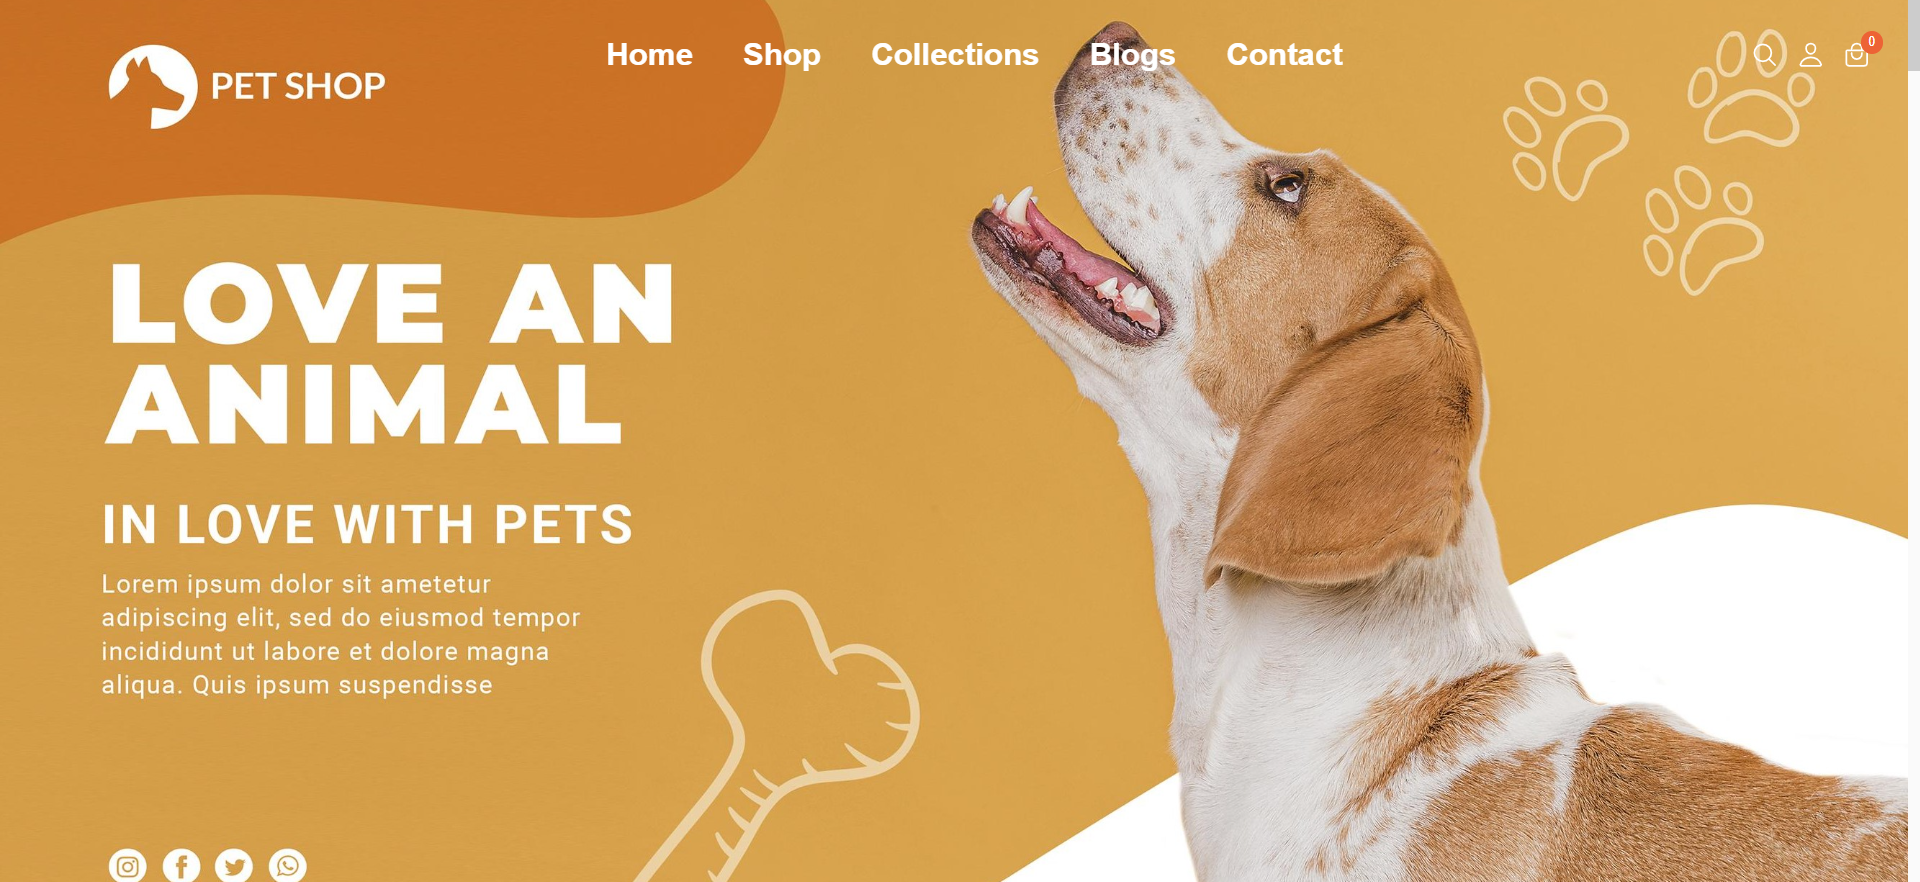 PET SHOP
Home Shop Collections Blogs Contact
0
LOVE AN
ANIMAL
IN LOVE WITH PETS
Lorem ipsum dolor sit ametetur
adipiscing elit, sed do eiusmod tempor
incididunt ut labore et dolore magna
aliqua. Quis ipsum suspendisse